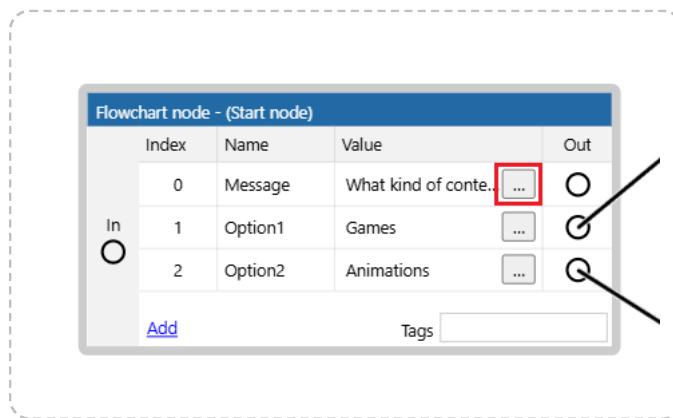 Flowchart node - (Start node)
Index Name Value Out
0 Message What kind of conte... ...
In
1 Option1 Games ...
2 Option2 Animations ...
Add Tags